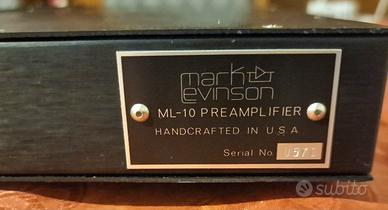 mark
levinson
ML-10 PREAMPLIFIER
HANDCRAFTED IN U S A
Serial No.
subito